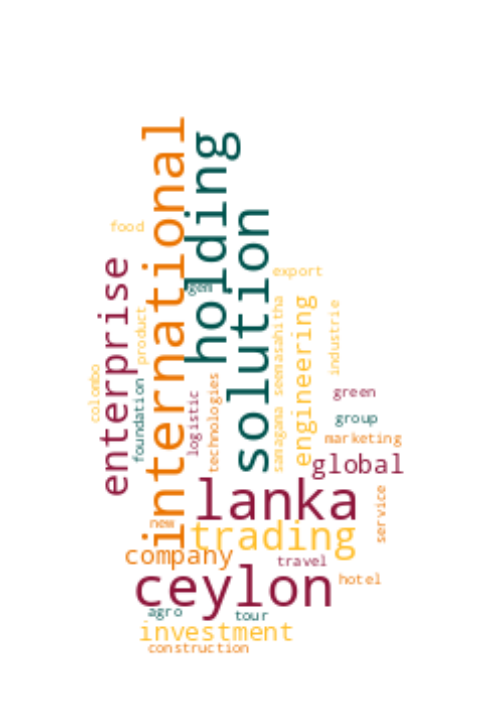 international
holding
solution
enterprise
food
gem
export
product
colombo
foundation
logistic
technologies
samagama seemasahitha
engineering
industrie
green
group
marketing
global
lanka
service
new
trading
company
travel
ceylon
hotel
agro
tour
investment
construction